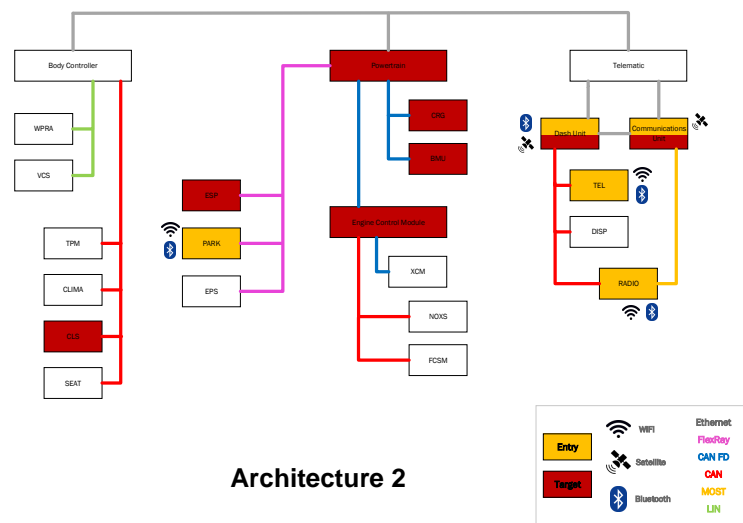 Body Controller
Powertrain
Telematic
WPRA
VCS
CRG
BMU
Dash Unit
Communications
Unit
ESP
TEL
PARK
Engine Control Module
DISP
TPM
EPS
XCM
CLIMA
RADIO
NOXS
CLS
FCSM
SEAT
Architecture 2
Entry
Target
WiFi
Satellite
Bluetooth
Ethernet
FlexRay
CAN FD
CAN
MOST
LIN